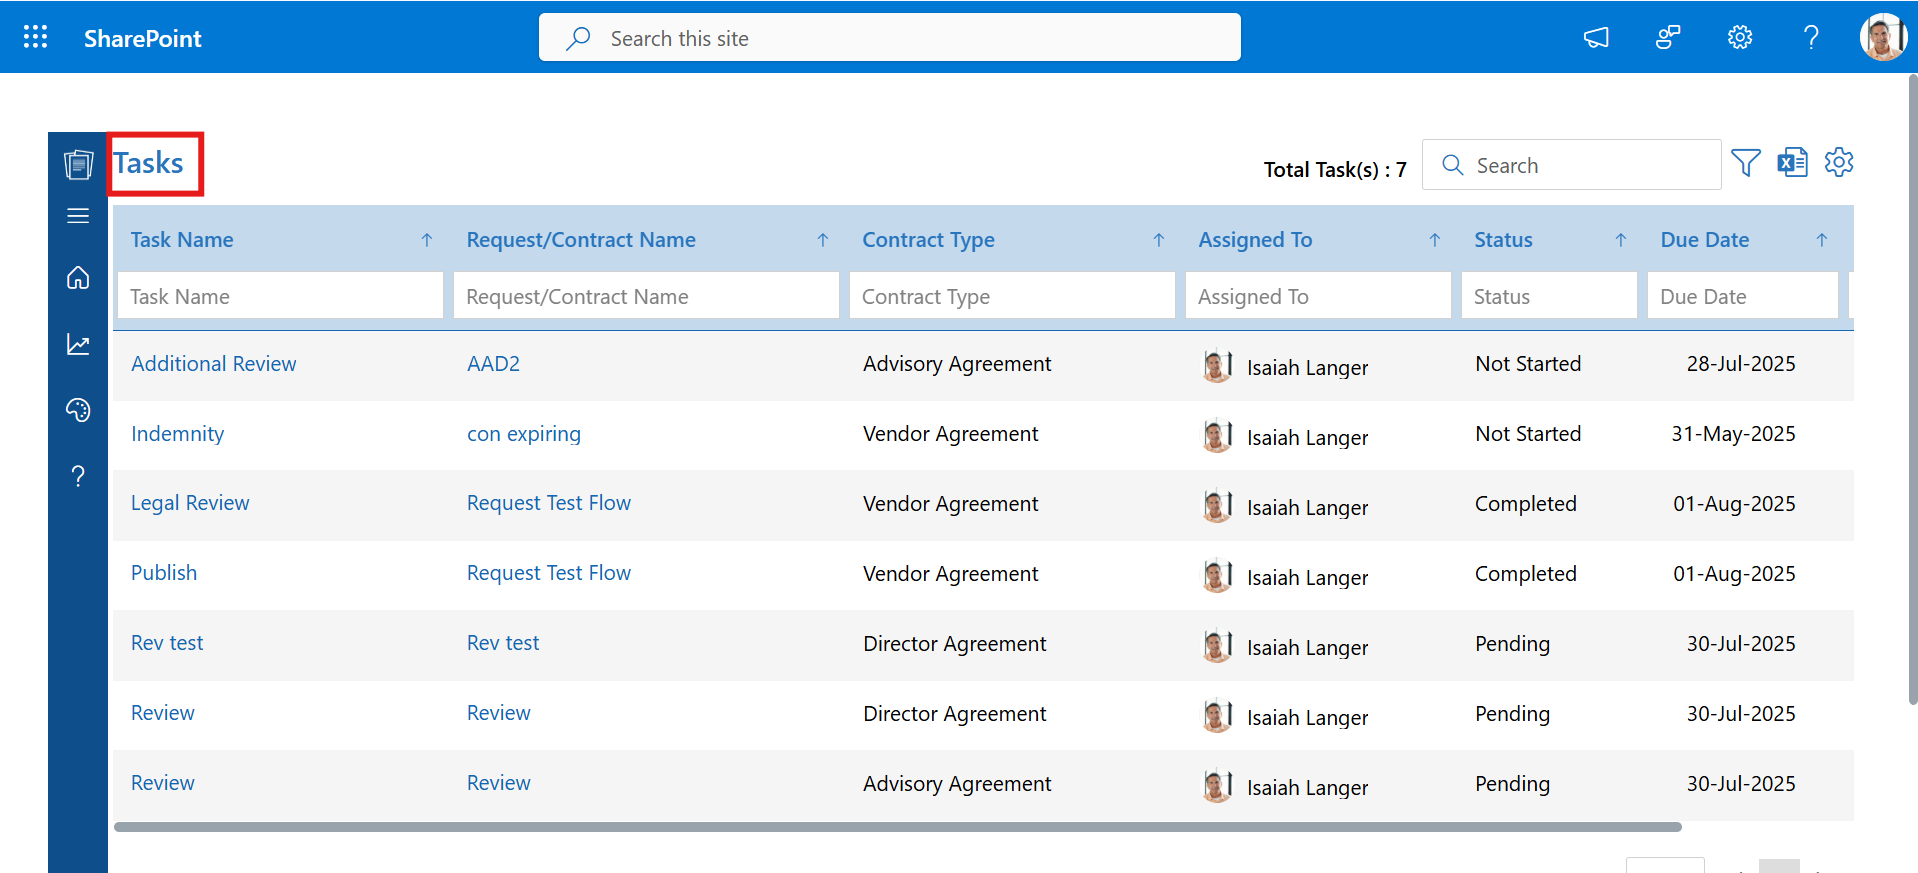 SharePoint
Search this site
Tasks
Total Task(s) : 7
Search
Task Name Request/Contract Name Contract Type Assigned To Status Due Date
Task Name Request/Contract Name Contract Type Assigned To Status Due Date
Additional Review AAD2 Advisory Agreement Isaiah Langer Not Started 28-Jul-2025
Indemnity con expiring Vendor Agreement Isaiah Langer Not Started 31-May-2025
Legal Review Request Test Flow Vendor Agreement Isaiah Langer Completed 01-Aug-2025
Publish Request Test Flow Vendor Agreement Isaiah Langer Completed 01-Aug-2025
Rev test Rev test Director Agreement Isaiah Langer Pending 30-Jul-2025
Review Review Director Agreement Isaiah Langer Pending 30-Jul-2025
Review Review Advisory Agreement Isaiah Langer Pending 30-Jul-2025